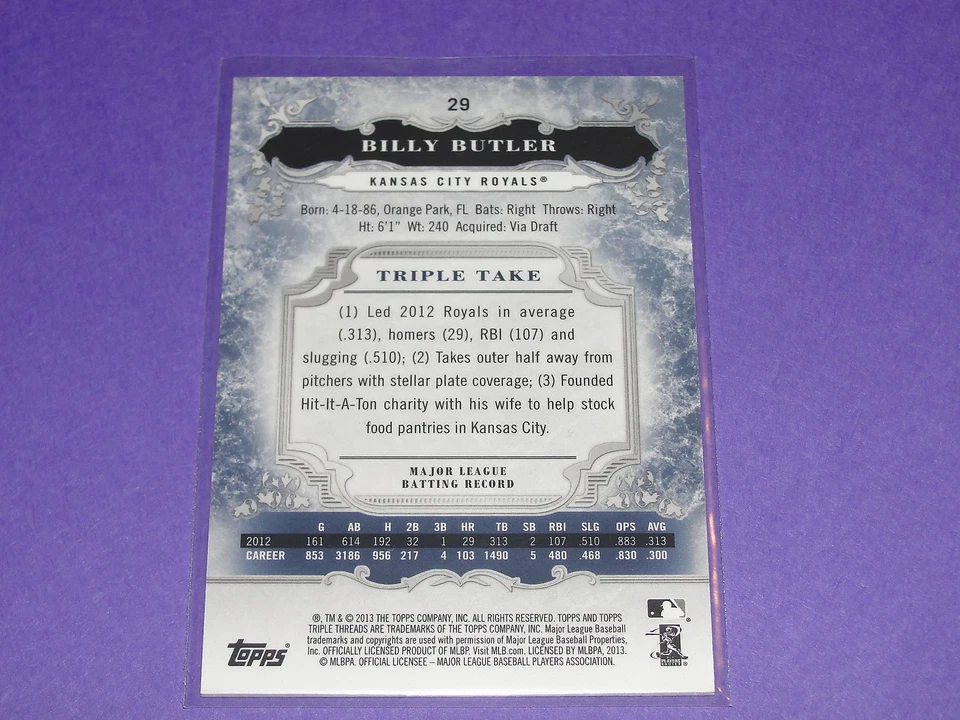 29
BILLY BUTLER
KANSAS CITY ROYALS®
Born: 4-18-86, Orange Park, FL Bats: Right Throws: Right
Ht: 6'1" Wt: 240 Acquired: Via Draft
TRIPLE TAKE
(1) Led 2012 Royals in average
(.313), homers (29), RBI (107) and
slugging (.510); (2) Takes outer half away from
pitchers with stellar plate coverage; (3) Founded
Hit-It-A-Ton charity with his wife to help stock
food pantries in Kansas City.
MAJOR LEAGUE
BATTING RECORD
G AB H 2B 3B HR TB SB RBI SLG OPS AVG
2012 161 614 192 32 1 29 313 2 107 .510 .883 .313
CAREER 853 3186 956 217 4 103 1490 5 480 .468 .830 .300
®, TM & © 2013 THE TOPPS COMPANY, INC. ALL RIGHTS RESERVED. TOPPS AND TOPPS
TRIPLE THREADS ARE TRADEMARKS OF THE TOPPS COMPANY, INC. Major League Baseball
trademarks and copyrights are used with permission of Major League Baseball Properties,
Inc. OFFICIALLY LICENSED PRODUCT OF MLBP. Visit MLB.com. LICENSED BY MLBPA, 2013.
© MLBPA. OFFICIAL LICENSEE – MAJOR LEAGUE BASEBALL PLAYERS ASSOCIATION.
Topps®